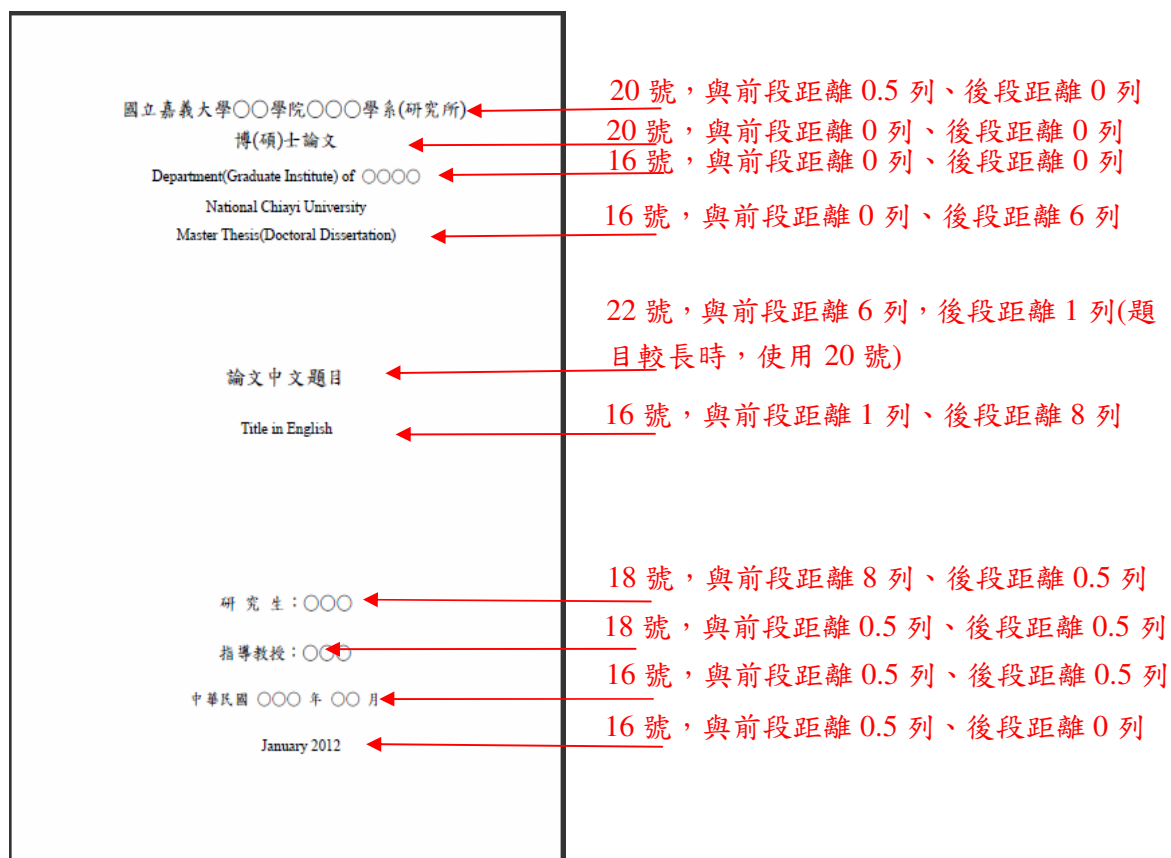 國立嘉義大學○○學院○○○學系(研究所)
博(碩)士論文
Department(Graduate Institute) of ○○○○
National Chiayi University
Master Thesis(Doctoral Dissertation)
論文中文題目
Title in English
研 究 生：○○○
指導教授：○○○
中華民國 ○○○ 年 ○○ 月
January 2012
20 號，與前段距離 0.5 列、後段距離 0 列
20 號，與前段距離 0 列、後段距離 0 列
16 號，與前段距離 0 列、後段距離 0 列
16 號，與前段距離 0 列、後段距離 6 列
22 號，與前段距離 6 列，後段距離 1 列(題
目較長時，使用 20 號)
16 號，與前段距離 1 列、後段距離 8 列
18 號，與前段距離 8 列、後段距離 0.5 列
18 號，與前段距離 0.5 列、後段距離 0.5 列
16 號，與前段距離 0.5 列、後段距離 0.5 列
16 號，與前段距離 0.5 列、後段距離 0 列